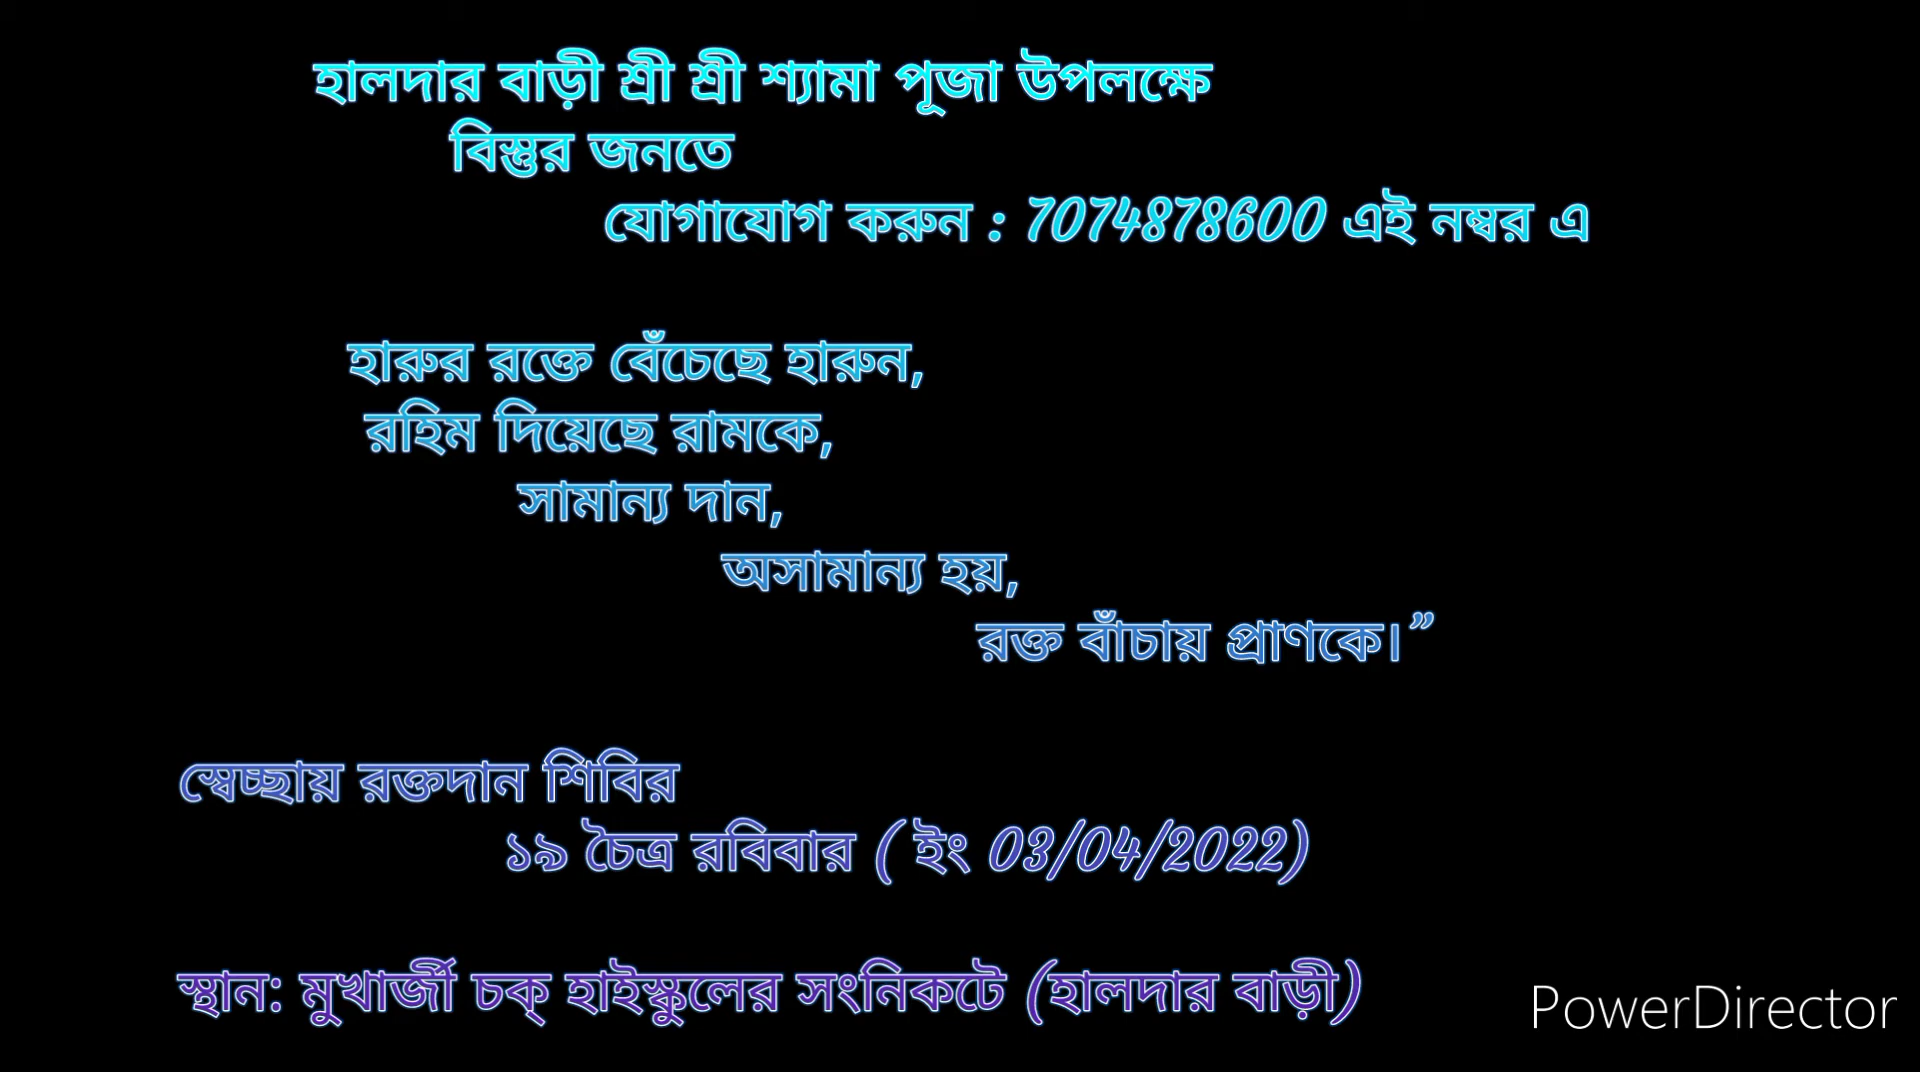 হালদার বাড়ী শ্রী শ্রী শ্যামা পূজা উপলক্ষে
বিস্তুর জনতে
যোগাযোগ করুন : 7074878600 এই নম্বর এ
হারুর রক্তে বেঁচেছে হারুন,
রহিম দিয়েছে রামকে,
সামান্য দান,
অসামান্য হয়,
রক্ত বাঁচায় প্রাণকে।”
স্বেচ্ছায় রক্তদান শিবির
১৯ চৈত্র রবিবার ( ইং 03/04/2022)
স্থান: মুখার্জী চক্ হাইস্কুলের সংনিকটে (হালদার বাড়ী)
PowerDirector